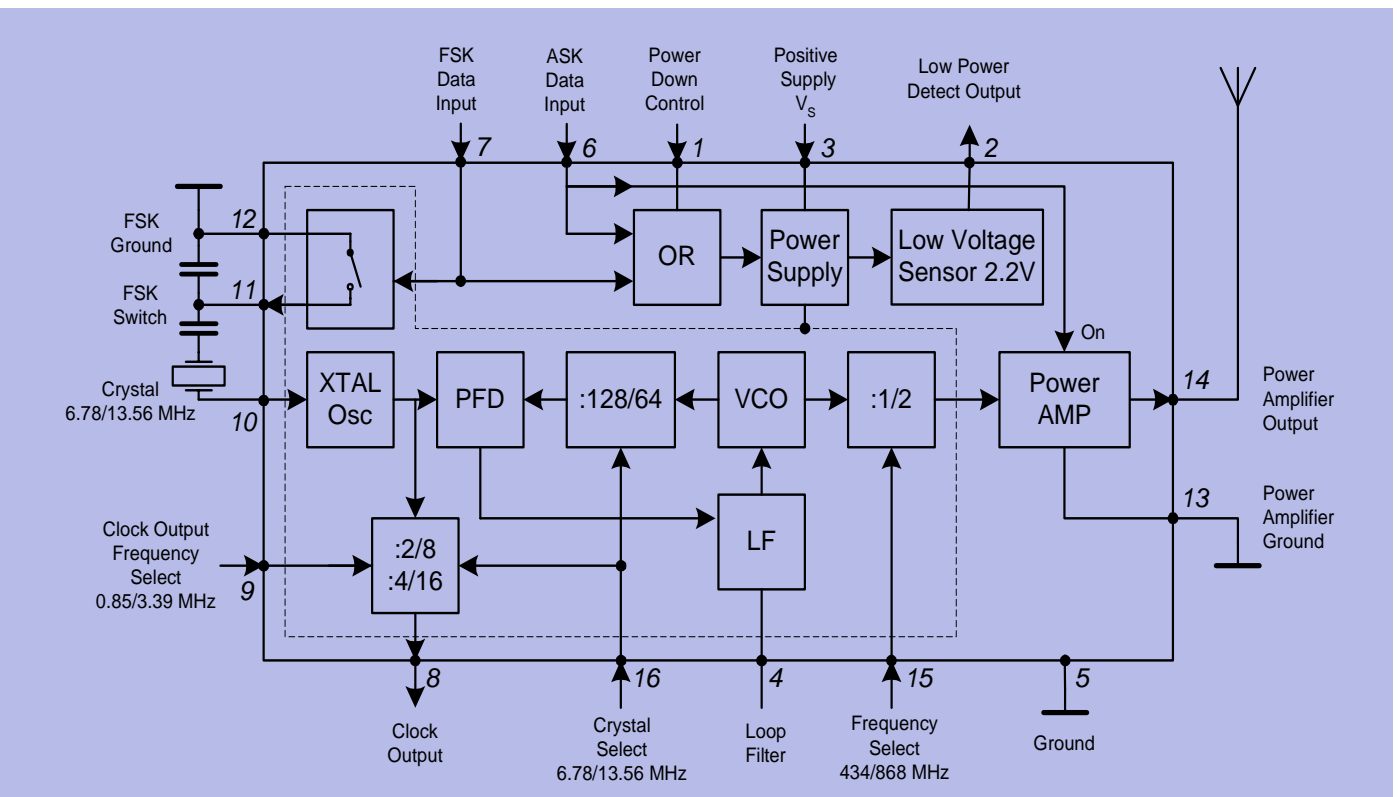 FSK
Data
Input
ASK
Data
Input
Power
Down
Control
Positive
Supply
VS
Low Power
Detect Output
7
6
1
3
2
12
FSK
Ground
11
FSK
Switch
OR
Power
Supply
Low Voltage
Sensor 2.2V
On
Crystal
6.78/13.56 MHz
10
XTAL
Osc
PFD
:128/64
VCO
:1/2
Power
AMP
14
Power
Amplifier
Output
13
Power
Amplifier
Ground
Clock Output
Frequency
Select
0.85/3.39 MHz
9
:2/8
:4/16
LF
8
16
4
15
5
Clock
Output
Crystal
Select
6.78/13.56 MHz
Loop
Filter
Frequency
Select
434/868 MHz
Ground